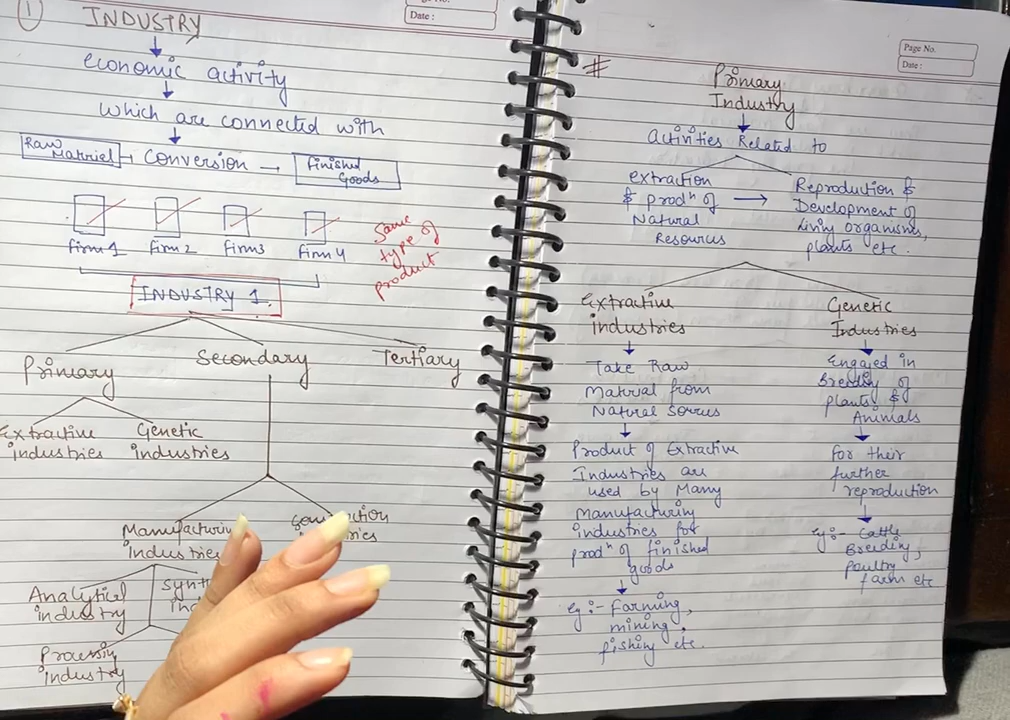 1
INDUSTRY
Date :
economic activity
which are connected with
Raw
Matriel
Conversion
finished
Goods
firm 1
firm 2
firm 3
firm 4
Same
type of
product
INDUSTRY 1
Primary
Secondary
Tertiary
Extractive
industries
Genetic
industries
Manufacturing
industries
Analytical
industry
synt
Processing
industry
Page No.
Date :
#
Primary
Industry
Activities Related to
extraction
& prodⁿ of
Natural
Resources
Reproduction &
Development of
living organisms,
plants etc.
Extractive
industries
Take Raw
Material from
Natural Sources
Product of Extractive
Industries are
used by Many
Manufacturing
industries for
prodⁿ of finished
goods
Eg :- farming,
mining,
fishing etc.
Genetic
Industries
Engaged in
Breeding of
plants &
Animals
for their
further
reproduction
Eg:- Cattle
Breeding,
poultry
farm etc